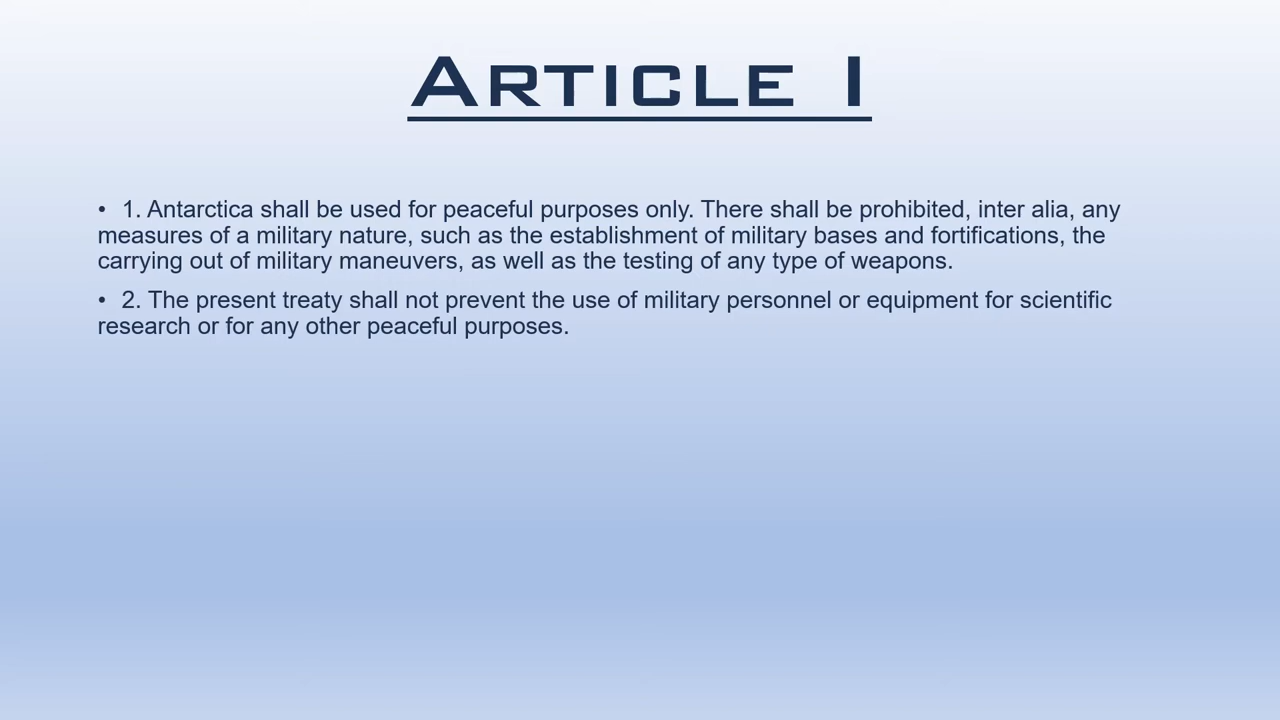 Article I
• 1. Antarctica shall be used for peaceful purposes only. There shall be prohibited, inter alia, any
measures of a military nature, such as the establishment of military bases and fortifications, the
carrying out of military maneuvers, as well as the testing of any type of weapons.
• 2. The present treaty shall not prevent the use of military personnel or equipment for scientific
research or for any other peaceful purposes.